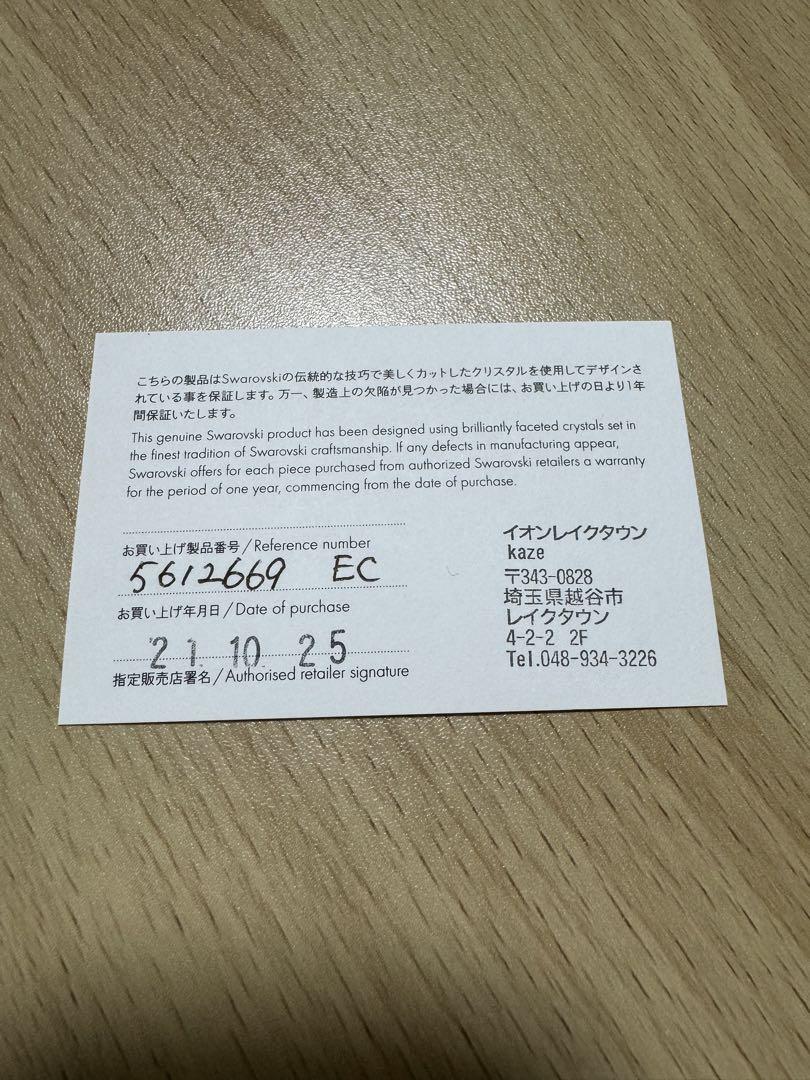 こちらの製品はSwarovskiの伝統的な技巧で美しくカットしたクリスタルを使用してデザインさ
れている事を保証します。万一、製造上の欠陥が見つかった場合には、お買い上げの日より1年
間保証いたします。
This genuine Swarovski product has been designed using brilliantly faceted crystals set in
the finest tradition of Swarovski craftsmanship. If any defects in manufacturing appear,
Swarovski offers for each piece purchased from authorized Swarovski retailers a warranty
for the period of one year, commencing from the date of purchase.
お買い上げ製品番号/Reference number
5612669 EC
お買い上げ年月日/Date of purchase
'21.10.25
指定販売店署名/Authorised retailer signature
イオンレイクタウン
kaze
〒343-0828
埼玉県越谷市
レイクタウン
4-2-2 2F
Tel.048-934-3226